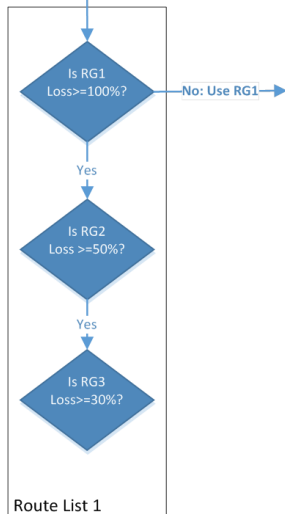 Is RG1
Loss>=100%?
No: Use RG1
Yes
Is RG2
Loss >=50%?
Yes
Is RG3
Loss>=30%?
Route List 1